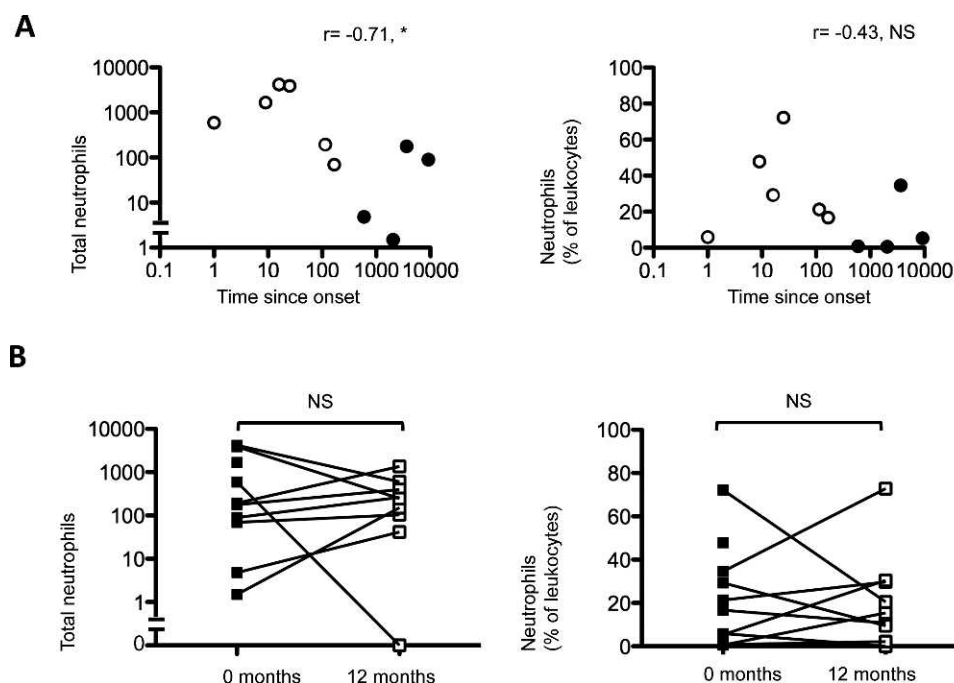 A
r= -0.71, *
Total neutrophils
10000
1000
100
10
1
0.1 1 10 100 1000 10000
Time since onset
r= -0.43, NS
Neutrophils
(% of leukocytes)
100
80
60
40
20
0
0.1 1 10 100 1000 10000
Time since onset
B
NS
Total neutrophils
10000
1000
100
10
1
0
0 months 12 months
NS
Neutrophils
(% of leukocytes)
100
80
60
40
20
0
0 months 12 months